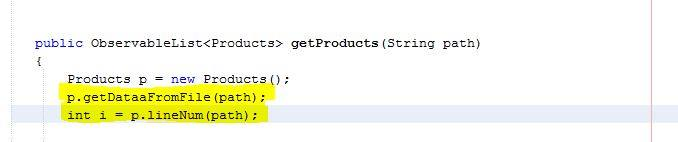 public ObservableList<Products> getProducts(String path)
{
Products p = new Products();
p.getDataaFromFile(path);
int i = p.lineNum(path);